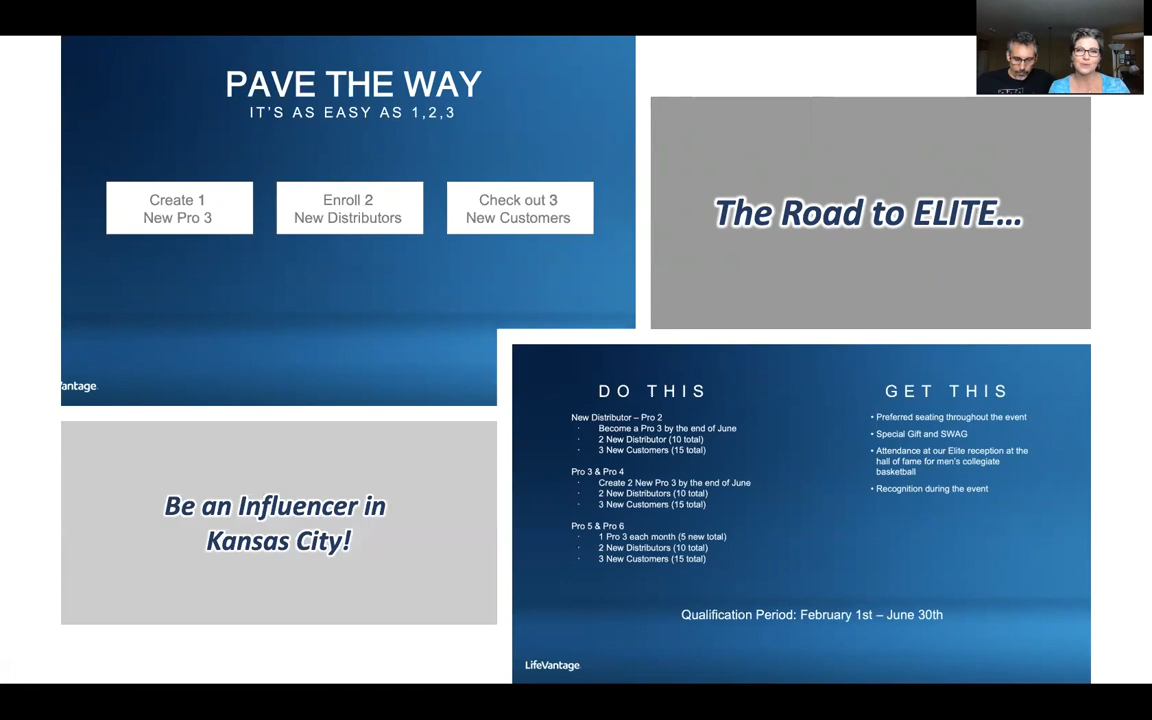 PAVE THE WAY
IT'S AS EASY AS 1,2,3
Create 1
New Pro 3
Enroll 2
New Distributors
Check out 3
New Customers
Vantage
The Road to ELITE...
Be an Influencer in
Kansas City!
DO THIS
New Distributor – Pro 2
· Become a Pro 3 by the end of June
· 2 New Distributor (10 total)
· 3 New Customers (15 total)
Pro 3 & Pro 4
· Create 2 New Pro 3 by the end of June
· 2 New Distributors (10 total)
· 3 New Customers (15 total)
Pro 5 & Pro 6
· 1 Pro 3 each month (5 new total)
· 2 New Distributors (10 total)
· 3 New Customers (15 total)
GET THIS
• Preferred seating throughout the event
• Special Gift and SWAG
• Attendance at our Elite reception at the
hall of fame for men's collegiate
basketball
• Recognition during the event
Qualification Period: February 1st – June 30th
LifeVantage